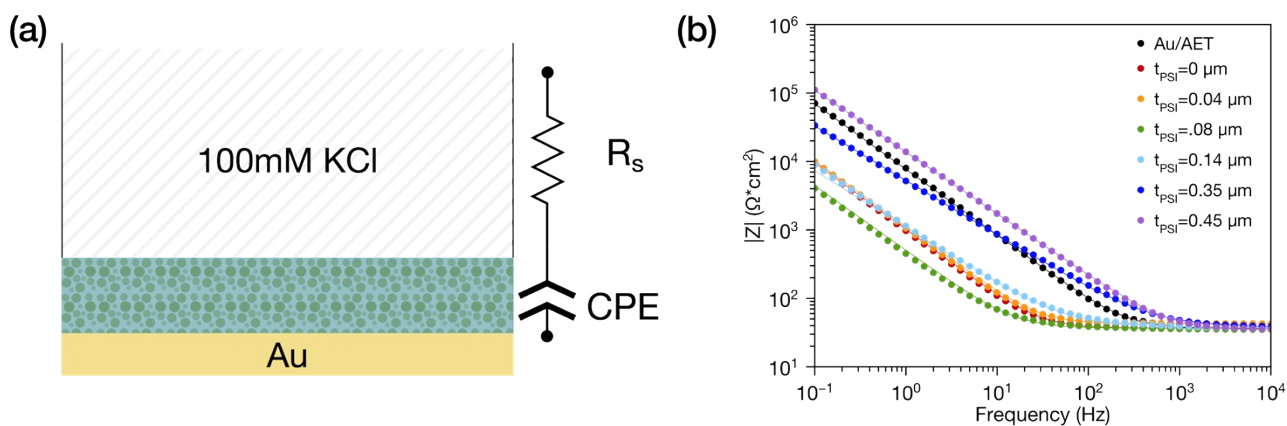 (a)
100mM KCl
Rs
CPE
Au
(b)
|Z| (Ω*cm2)
10^6
10^5
10^4
10^3
10^2
10^1
Au/AET
tPSI=0 µm
tPSI=0.04 µm
tPSI=.08 µm
tPSI=0.14 µm
tPSI=0.35 µm
tPSI=0.45 µm
10^−1 10^0 10^1 10^2 10^3 10^4
Frequency (Hz)